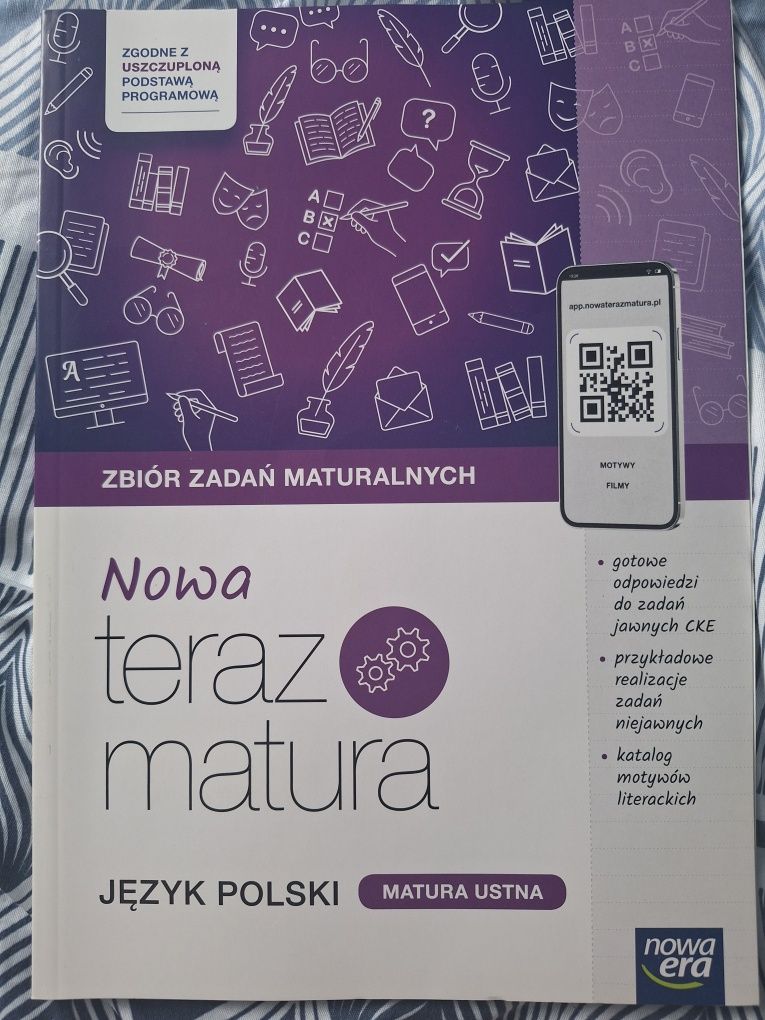 ZGODNE Z
USZCZUPLONĄ
PODSTAWĄ
PROGRAMOWĄ
A
B
C
?
A
B
C
A
app.nowaterazmatura.pl
MOTYWY
FILMY
ZBIÓR ZADAŃ MATURALNYCH
Nowa
teraz
matura
• gotowe
odpowiedzi
do zadań
jawnych CKE
• przykładowe
realizacje
zadań
niejawnych
• katalog
motywów
literackich
JĘZYK POLSKI MATURA USTNA
nowa
era